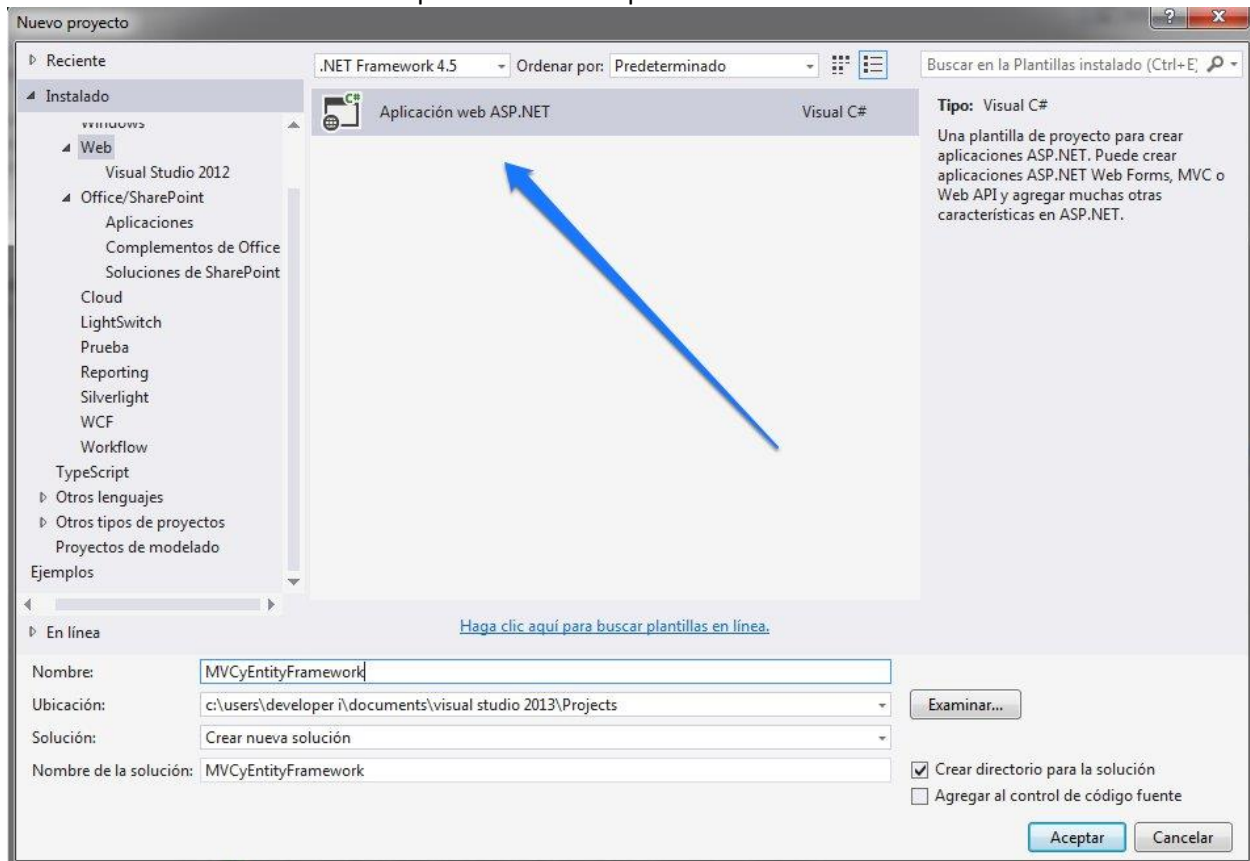 Nuevo proyecto
Reciente
.NET Framework 4.5
Ordenar por: Predeterminado
Buscar en la Plantillas instalado (Ctrl+E)
Instalado
Windows
Web
Visual Studio 2012
Office/SharePoint
Aplicaciones
Complementos de Office
Soluciones de SharePoint
Cloud
LightSwitch
Prueba
Reporting
Silverlight
WCF
Workflow
TypeScript
Otros lenguajes
Otros tipos de proyectos
Proyectos de modelado
Ejemplos
En línea
C#
Aplicación web ASP.NET Visual C#
Haga clic aquí para buscar plantillas en línea.
Tipo: Visual C#
Una plantilla de proyecto para crear
aplicaciones ASP.NET. Puede crear
aplicaciones ASP.NET Web Forms, MVC o
Web API y agregar muchas otras
características en ASP.NET.
Nombre: MVCyEntityFramework
Ubicación: c:\users\developer i\documents\visual studio 2013\Projects
Examinar...
Solución: Crear nueva solución
Nombre de la solución: MVCyEntityFramework
Crear directorio para la solución
Agregar al control de código fuente
Aceptar
Cancelar